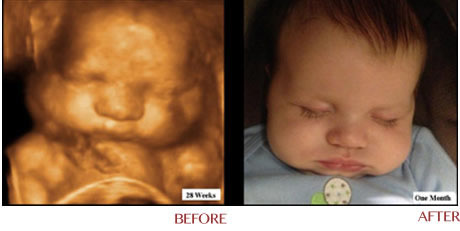 28 Weeks
One Month
BEFORE
AFTER